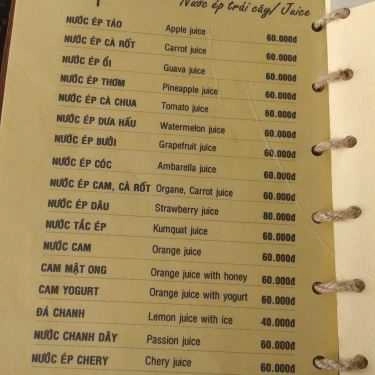 Nước ép trái cây/ Juice
NƯỚC ÉP TÁO Apple juice 60.000đ
NƯỚC ÉP CÀ RỐT Carrot juice 60.000đ
NƯỚC ÉP ỔI Guava juice 60.000đ
NƯỚC ÉP THƠM Pineapple juice 60.000đ
NƯỚC ÉP CÀ CHUA Tomato juice 60.000đ
NƯỚC ÉP DƯA HẤU Watermelon juice 60.000đ
NƯỚC ÉP BƯỞI Grapefruit juice 60.000đ
NƯỚC ÉP CÓC Ambarella juice 60.000đ
NƯỚC ÉP CAM, CÀ RỐT Organe, Carrot juice 60.000đ
NƯỚC ÉP DÂU Strawberry juice 80.000đ
NƯỚC TẮC ÉP Kumquat juice 60.000đ
NƯỚC CAM Orange juice 60.000đ
CAM MẬT ONG Orange juice with honey 60.000đ
CAM YOGURT Orange juice with yogurt 60.000đ
ĐÁ CHANH Lemon juice with ice 40.000đ
NƯỚC CHANH DÂY Passion juice 60.000đ
NƯỚC ÉP CHERY Chery juice 60.000đ